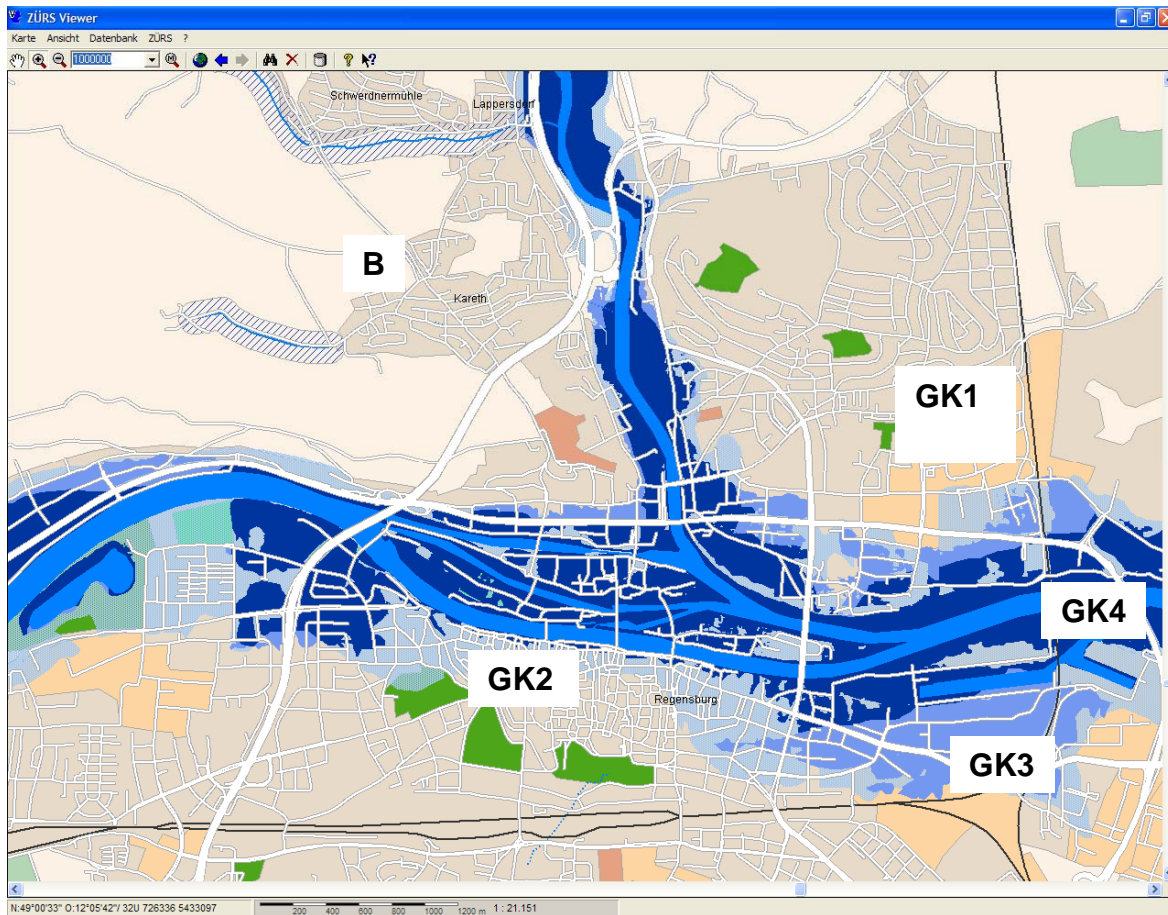 ZÜRS Viewer
Karte Ansicht Datenbank ZÜRS ?
1000000
Schwerdnermühle
Lappersdorf
B
Kareth
GK1
GK4
GK2
Regensburg
GK3
N:49°00'33" O:12°05'42"/ 32U 726336 5433097
200 400 600 800 1000 1200 m 1 : 21.151